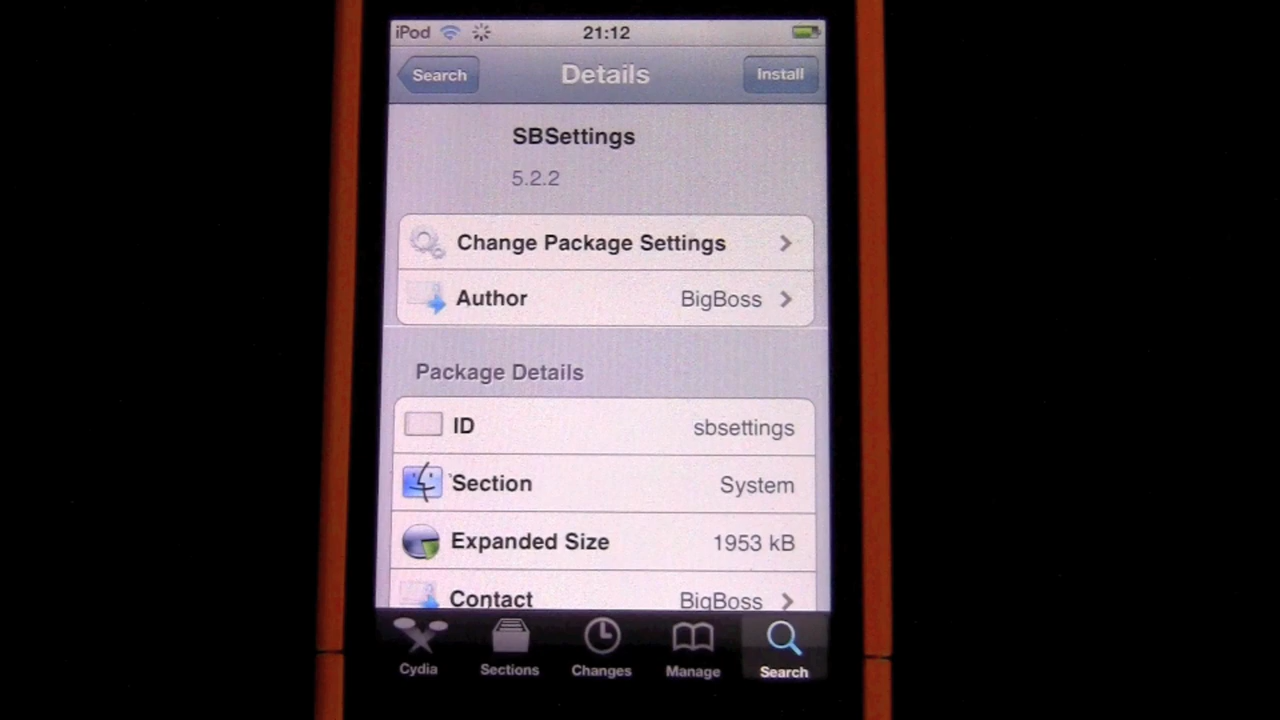 iPod 21:12
Search Details Install
SBSettings
5.2.2
Change Package Settings
Author BigBoss
Package Details
ID sbsettings
Section System
Expanded Size 1953 kB
Contact BigBoss
Cydia Sections Changes Manage Search